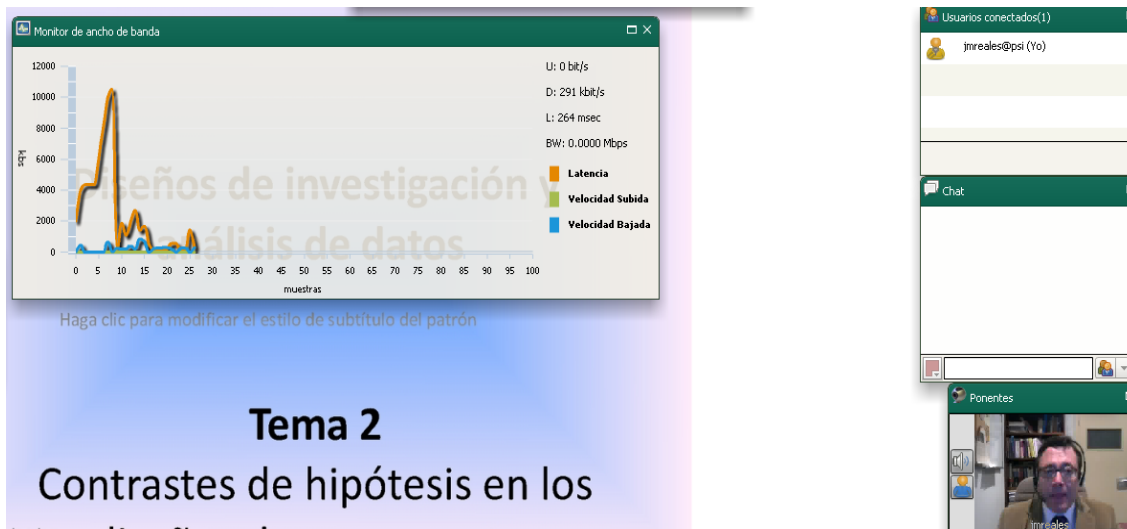 Monitor de ancho de banda
12000
10000
8000
6000
4000
2000
0
kbs
0 5 10 15 20 25 30 35 40 45 50 55 60 65 70 75 80 85 90 95 100
muestras
U: 0 bit/s
D: 291 kbit/s
L: 264 msec
BW: 0.0000 Mbps
Latencia
Velocidad Subida
Velocidad Bajada
Diseños de investigación y
análisis de datos
Haga clic para modificar el estilo de subtítulo del patrón
Tema 2
Contrastes de hipótesis en los
Usuarios conectados(1)
jmreales@psi (Yo)
Chat
Ponentes
jmreales